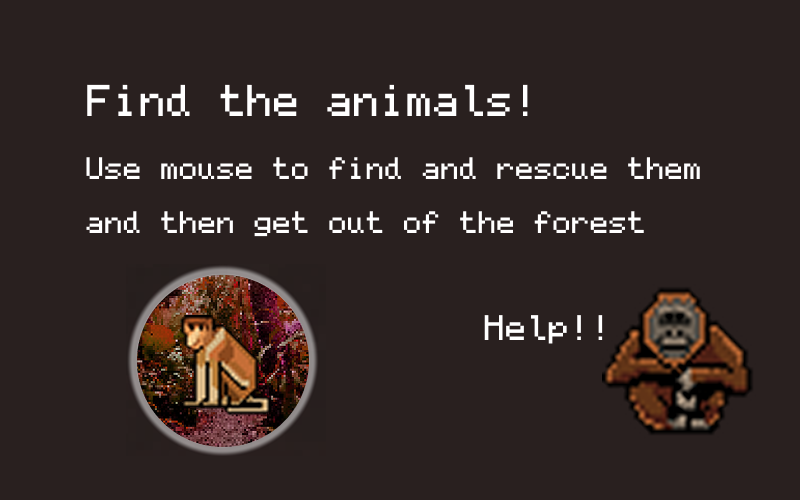 Find the animals!
Use mouse to find and rescue them
and then get out of the forest
Help!!